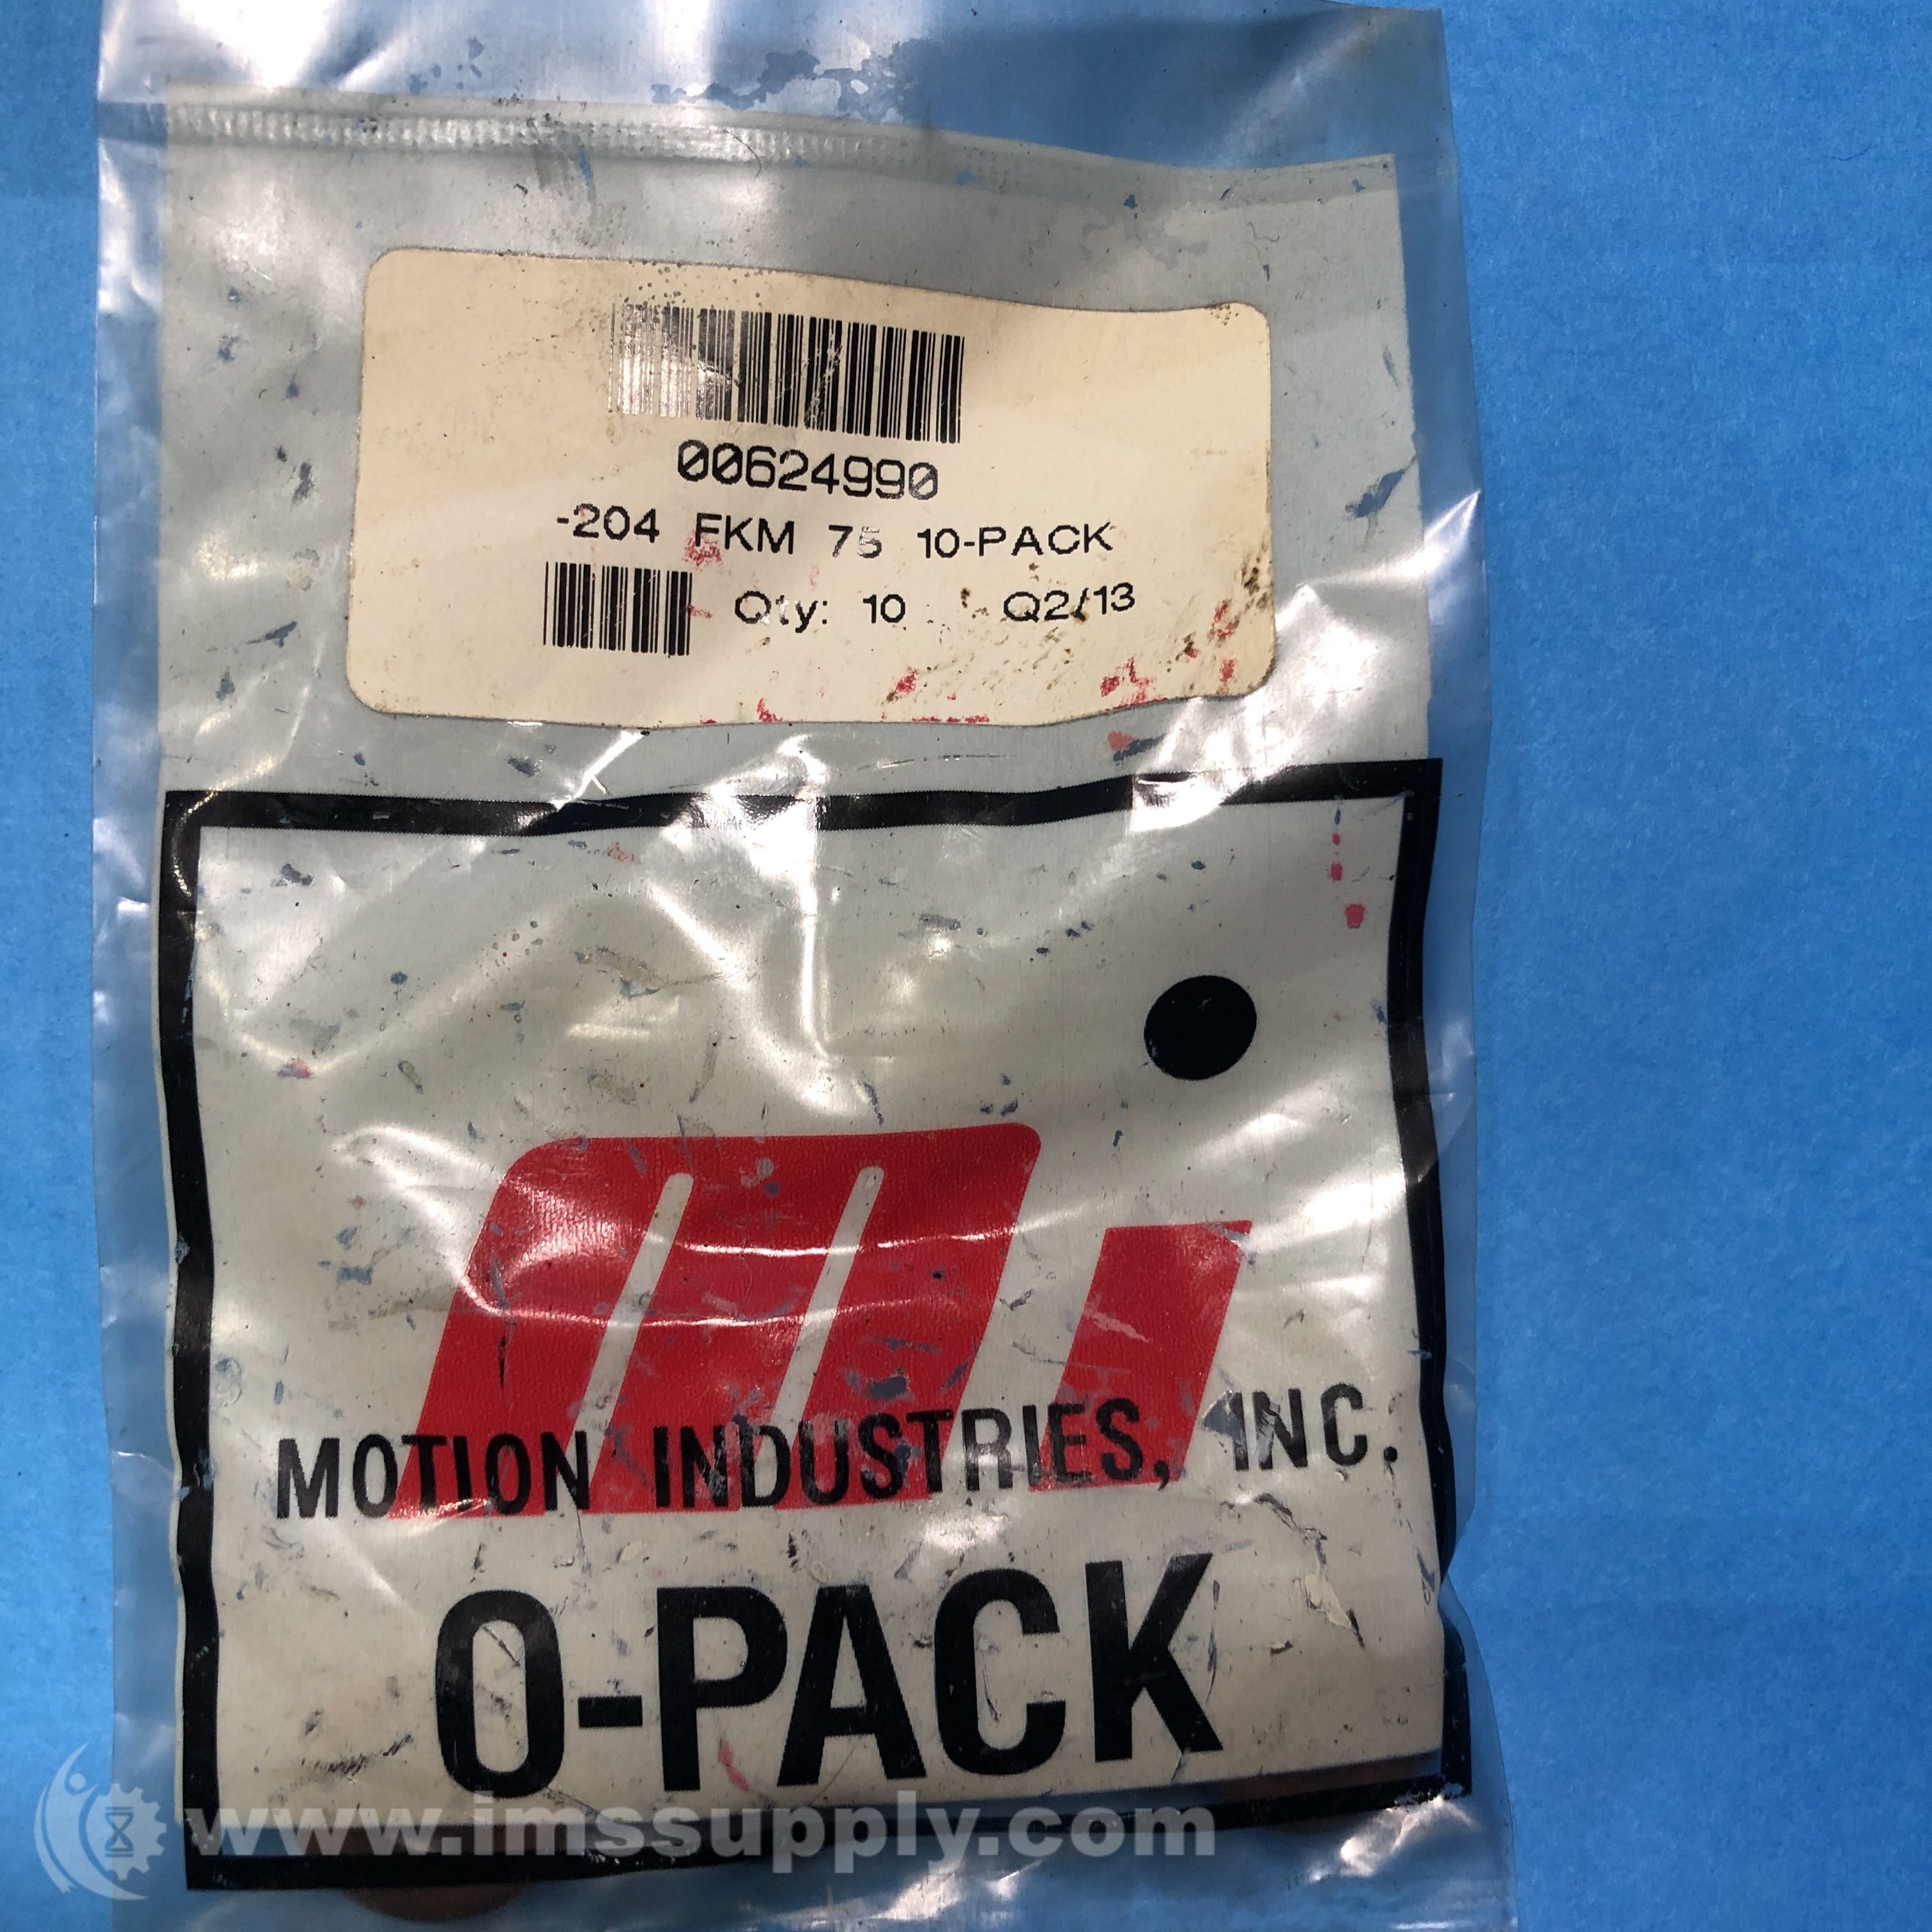 00624990
-204 FKM 75 10-PACK
Qty: 10 Q2/13
MOTION INDUSTRIES, INC.
O-PACK
www.imssupply.com